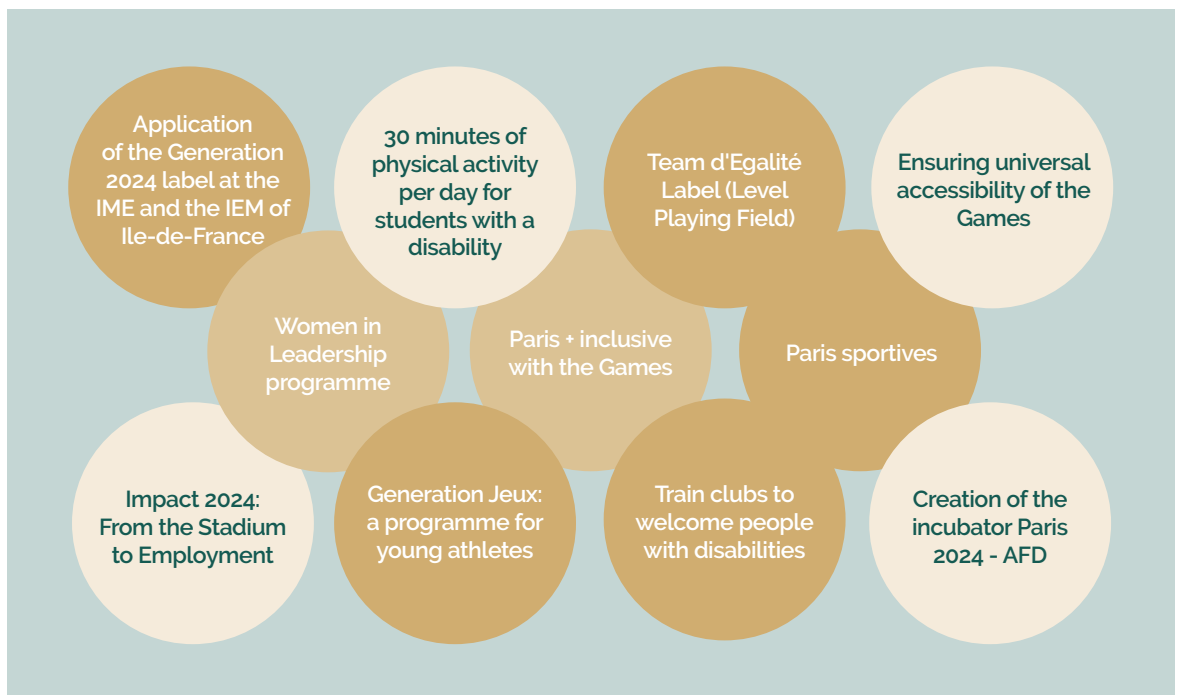 Application
of the Generation
2024 label at the
IME and the IEM of
Ile-de-France
30 minutes of
physical activity
per day for
students with a
disability
Team d'Egalité
Label (Level
Playing Field)
Ensuring universal
accessibility of the
Games
Women in
Leadership
programme
Paris + inclusive
with the Games
Paris sportives
Impact 2024:
From the Stadium
to Employment
Generation Jeux:
a programme for
young athletes
Train clubs to
welcome people
with disabilities
Creation of the
incubator Paris
2024 - AFD